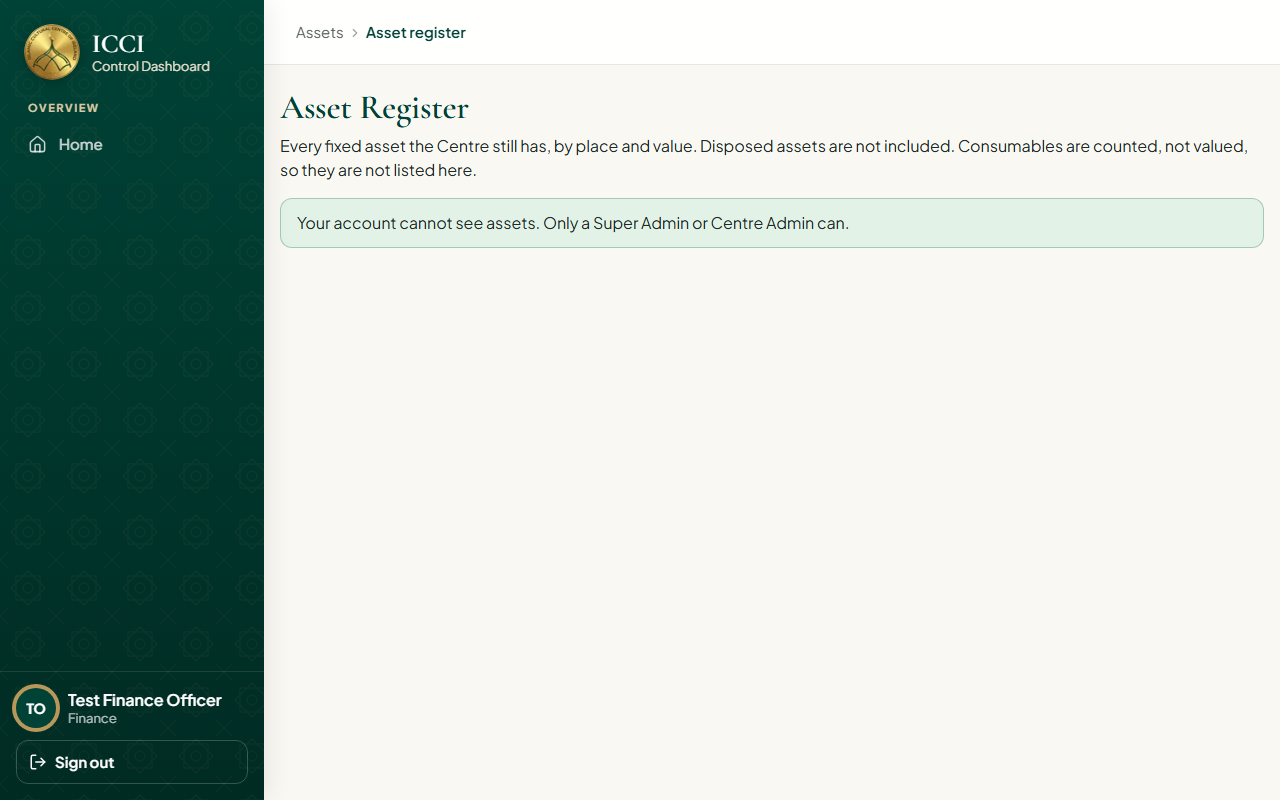 ICCI
Control Dashboard
OVERVIEW
Home
Test Finance Officer
TO
Finance
Sign out
Assets > Asset register
Asset Register
Every fixed asset the Centre still has, by place and value. Disposed assets are not included. Consumables are counted, not valued,
so they are not listed here.
Your account cannot see assets. Only a Super Admin or Centre Admin can.